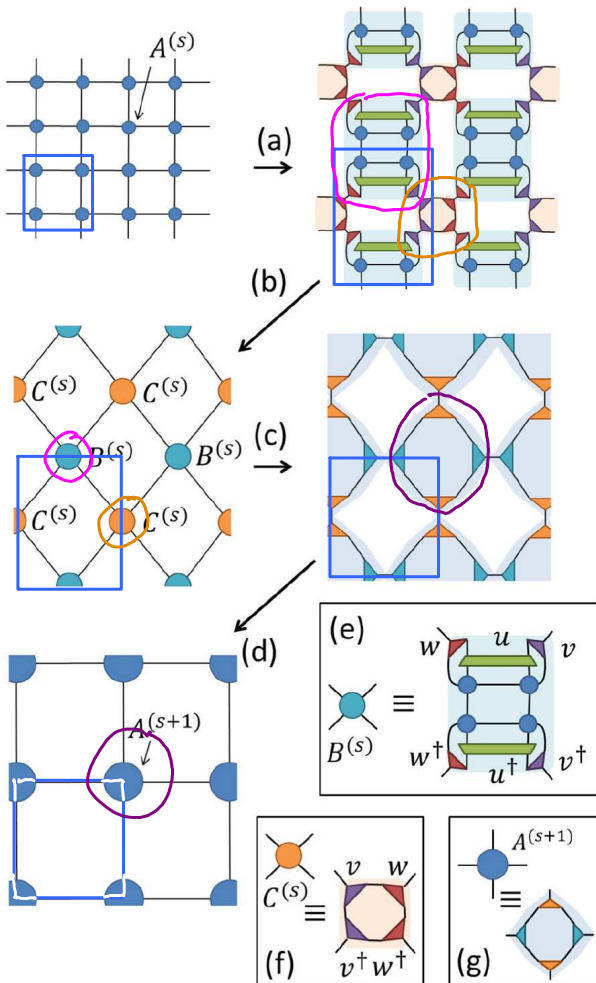 A^{(s)}
(a)
(b)
C^{(s)} C^{(s)}
B^{(s)} B^{(s)}
(c)
C^{(s)} C^{(s)}
(d)
A^{(s+1)}
(e)
w u v
B^{(s)} ≡
w^† u^† v^†
C^{(s)} ≡
v w
v^† w^†
(f)
A^{(s+1)}
≡
(g)